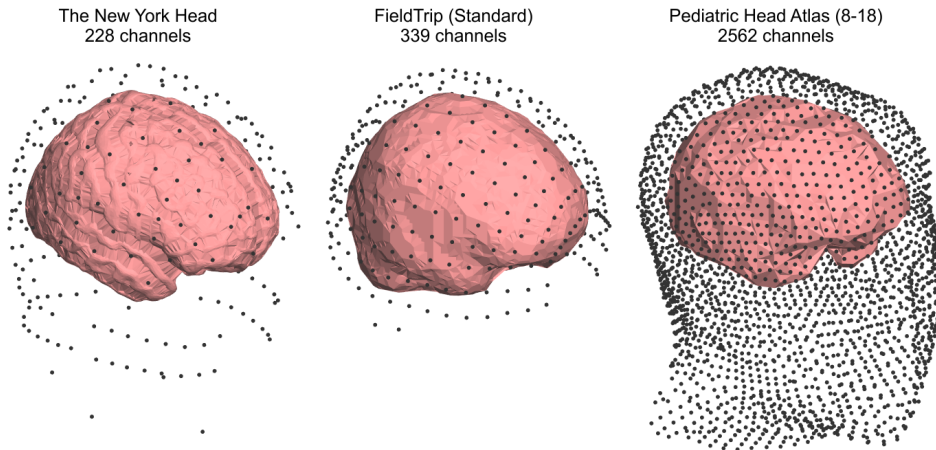 The New York Head
228 channels
FieldTrip (Standard)
339 channels
Pediatric Head Atlas (8-18)
2562 channels